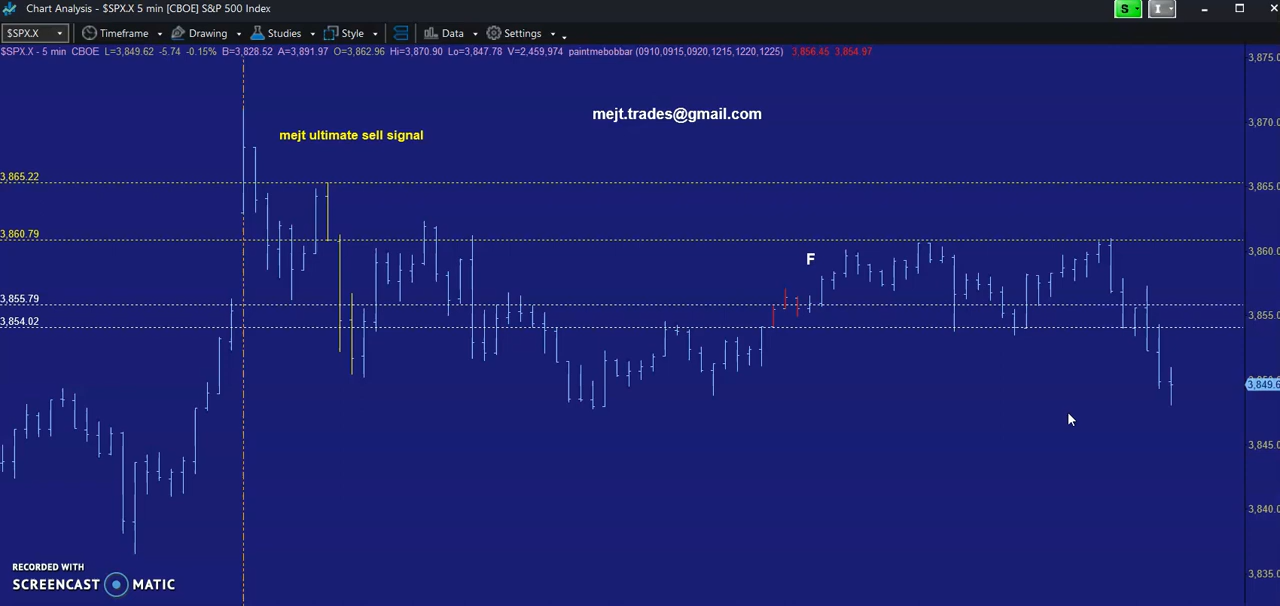 Chart Analysis - $SPX.X 5 min [CBOE] S&P 500 Index
S I
$SPX.X Timeframe Drawing Studies Style Data Settings
$SPX.X - 5 min CBOE L=3,849.62 -5.74 -0.15% B=3,828.52 A=3,891.97 O=3,862.96 Hi=3,870.90 Lo=3,847.78 V=2,459,974 paintmebobbar (0910,0915,0920,1215,1220,1225) 3,856.45 3,854.97
3,875.0
mejt.trades@gmail.com
3,870.0
mejt ultimate sell signal
3,865.22
3,865.0
3,860.79
3,860.0
F
3,855.79
3,855.0
3,854.02
3,849.6
3,845.0
3,840.0
RECORDED WITH
SCREENCAST MATIC
3,835.0